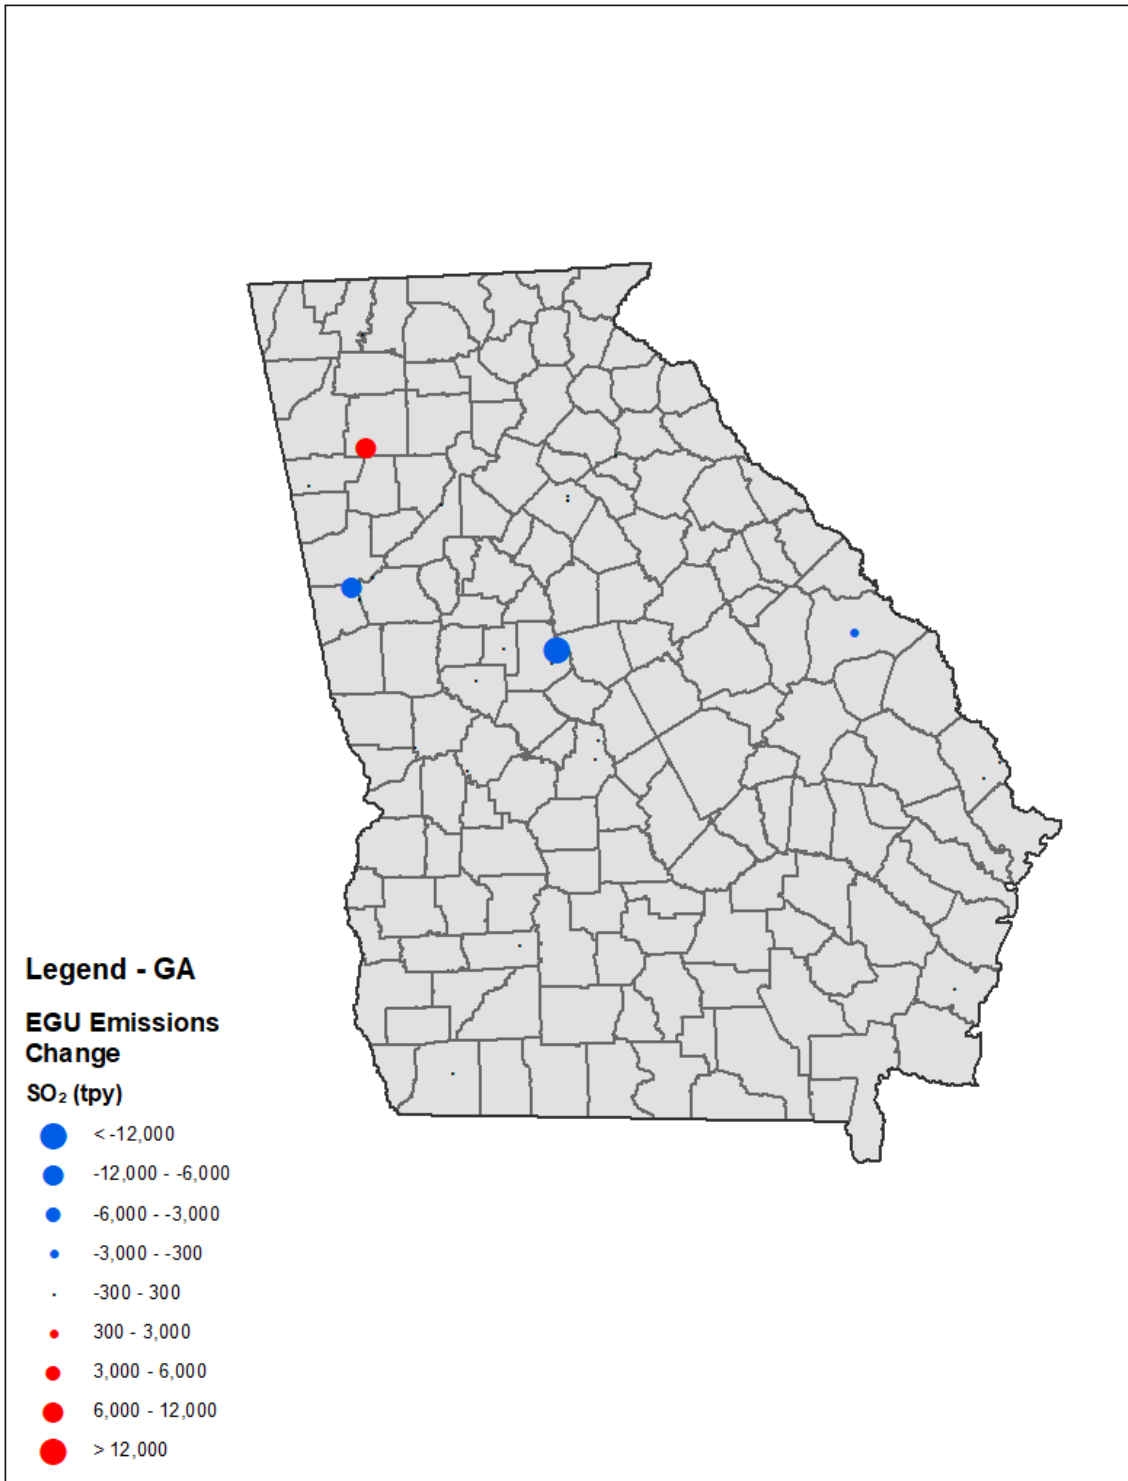 Legend - GA
EGU Emissions
Change
SO₂ (tpy)
< -12,000
-12,000 - -6,000
-6,000 - -3,000
-3,000 - -300
-300 - 300
300 - 3,000
3,000 - 6,000
6,000 - 12,000
> 12,000